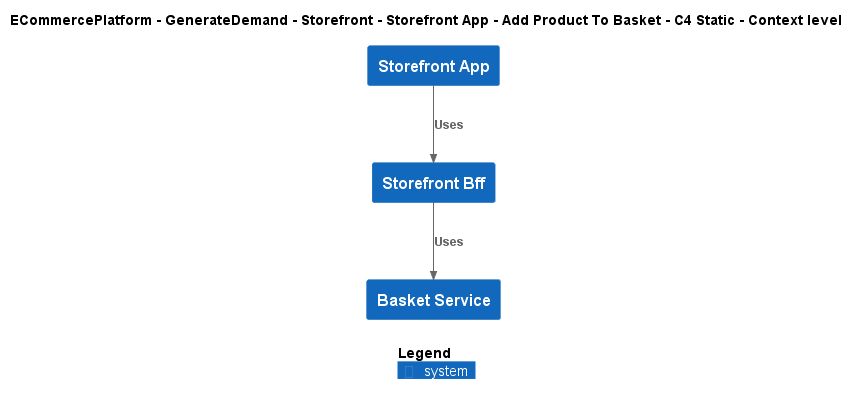 ECommercePlatform - GenerateDemand - Storefront - Storefront App - Add Product To Basket - C4 Static - Context level
Storefront App
Uses
Storefront Bff
Uses
Basket Service
Legend
system